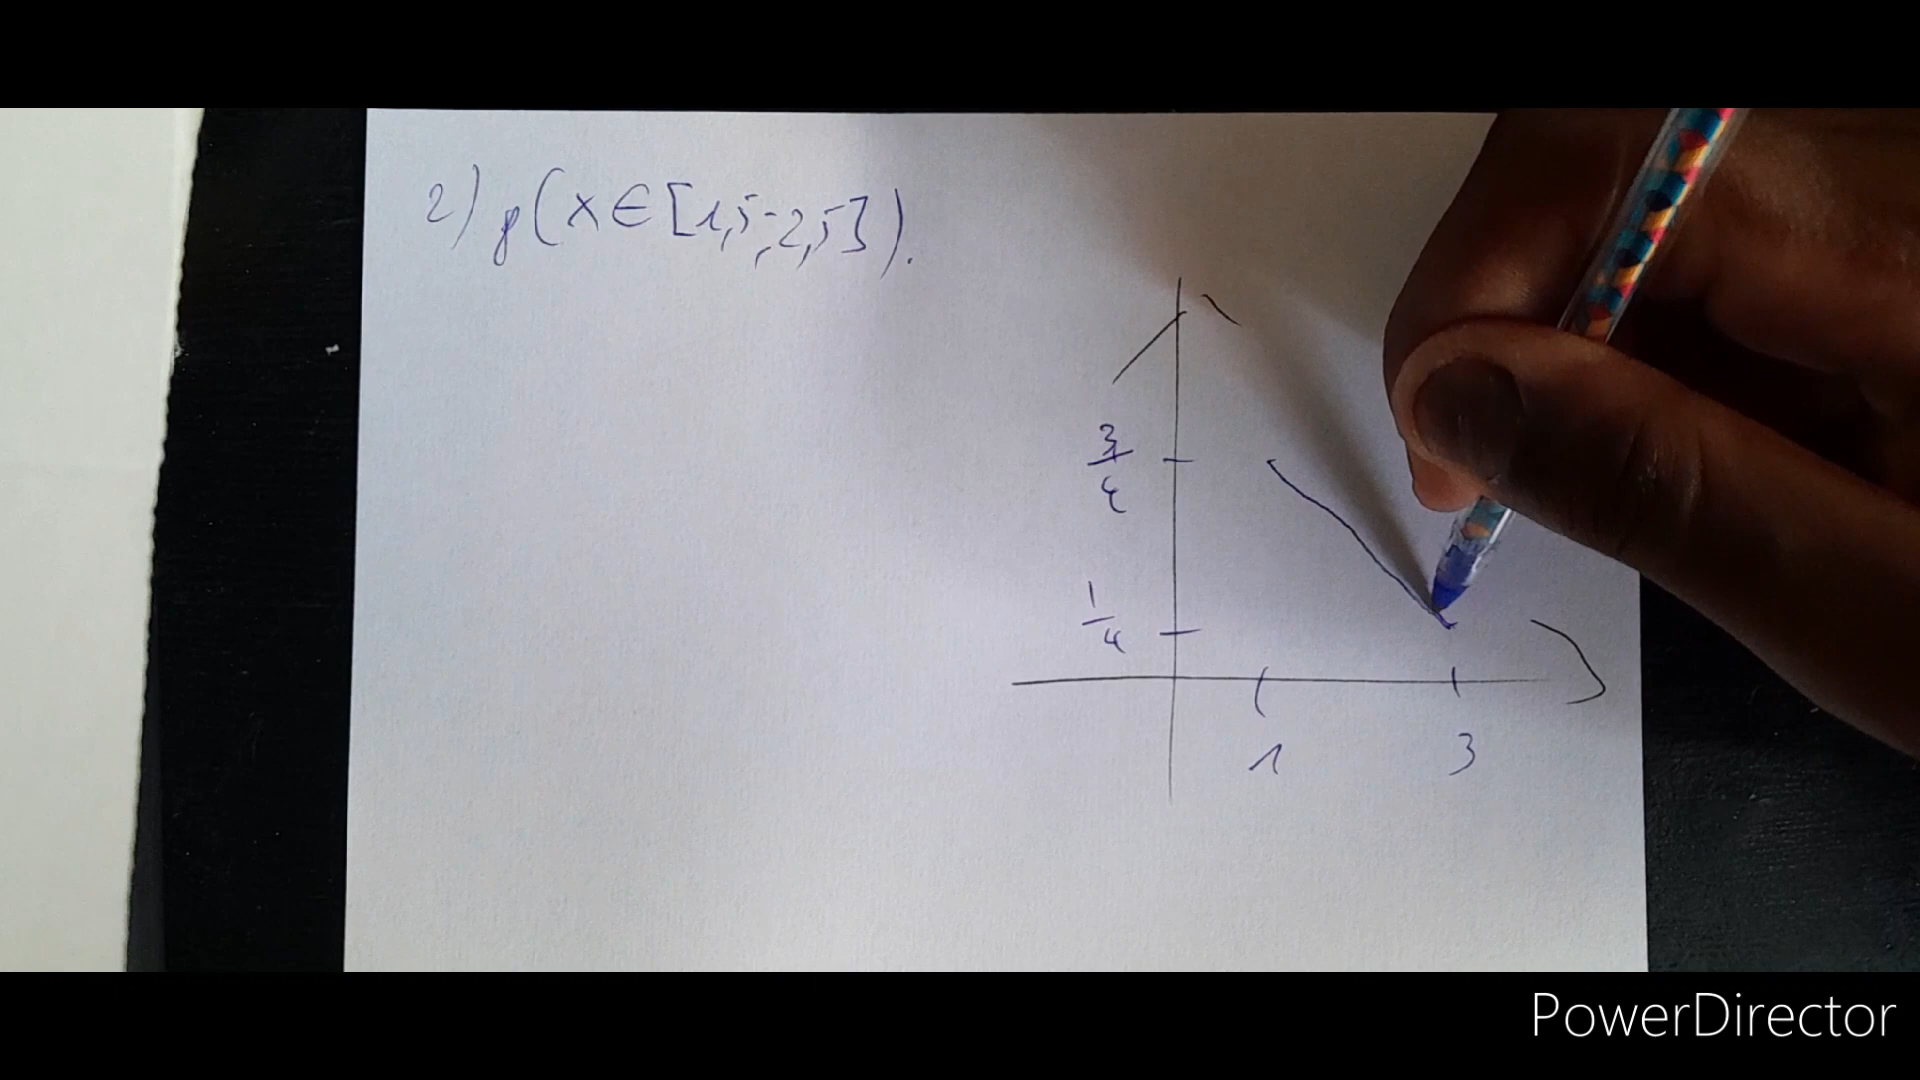 2) p(x ∈ [1,5;2,5]).
3/4
1/4
1 3
PowerDirector